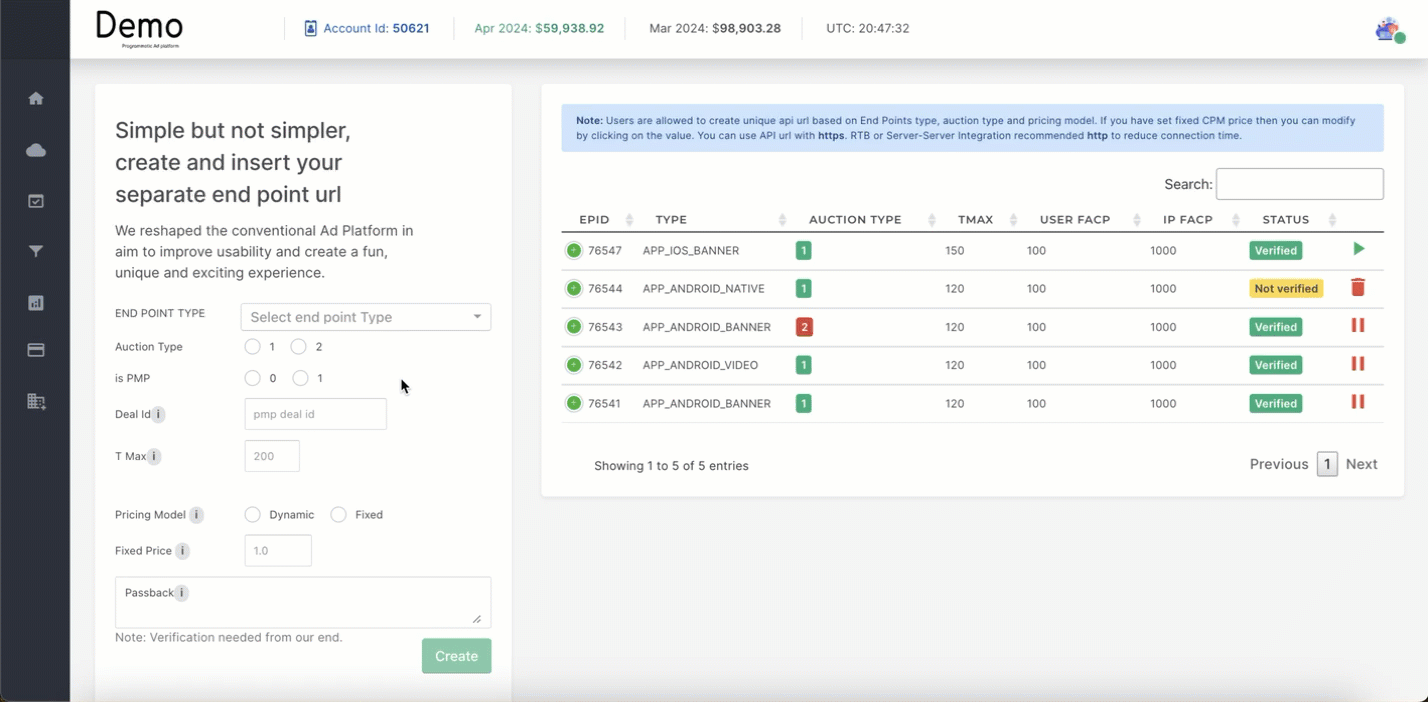 Demo
Programmatic Ad platform
Account Id: 50621
Apr 2024: $59,938.92
Mar 2024: $98,903.28
UTC: 20:47:32
Simple but not simpler,
create and insert your
separate end point url
We reshaped the conventional Ad Platform in
aim to improve usability and create a fun,
unique and exciting experience.
END POINT TYPE Select end point Type
Auction Type 1 2
is PMP 0 1
Deal Id i pmp deal id
T Max i 200
Pricing Model i Dynamic Fixed
Fixed Price i 1.0
Passback i
Note: Verification needed from our end.
Create
Note: Users are allowed to create unique api url based on End Points type, auction type and pricing model. If you have set fixed CPM price then you can modify
by clicking on the value. You can use API url with https. RTB or Server-Server Integration recommended http to reduce connection time.
Search:
EPID TYPE AUCTION TYPE TMAX USER FACP IP FACP STATUS
76547 APP_IOS_BANNER 1 150 100 1000 Verified
76544 APP_ANDROID_NATIVE 1 120 100 1000 Not verified
76543 APP_ANDROID_BANNER 2 120 100 1000 Verified
76542 APP_ANDROID_VIDEO 1 120 100 1000 Verified
76541 APP_ANDROID_BANNER 1 120 100 1000 Verified
Showing 1 to 5 of 5 entries
Previous 1 Next